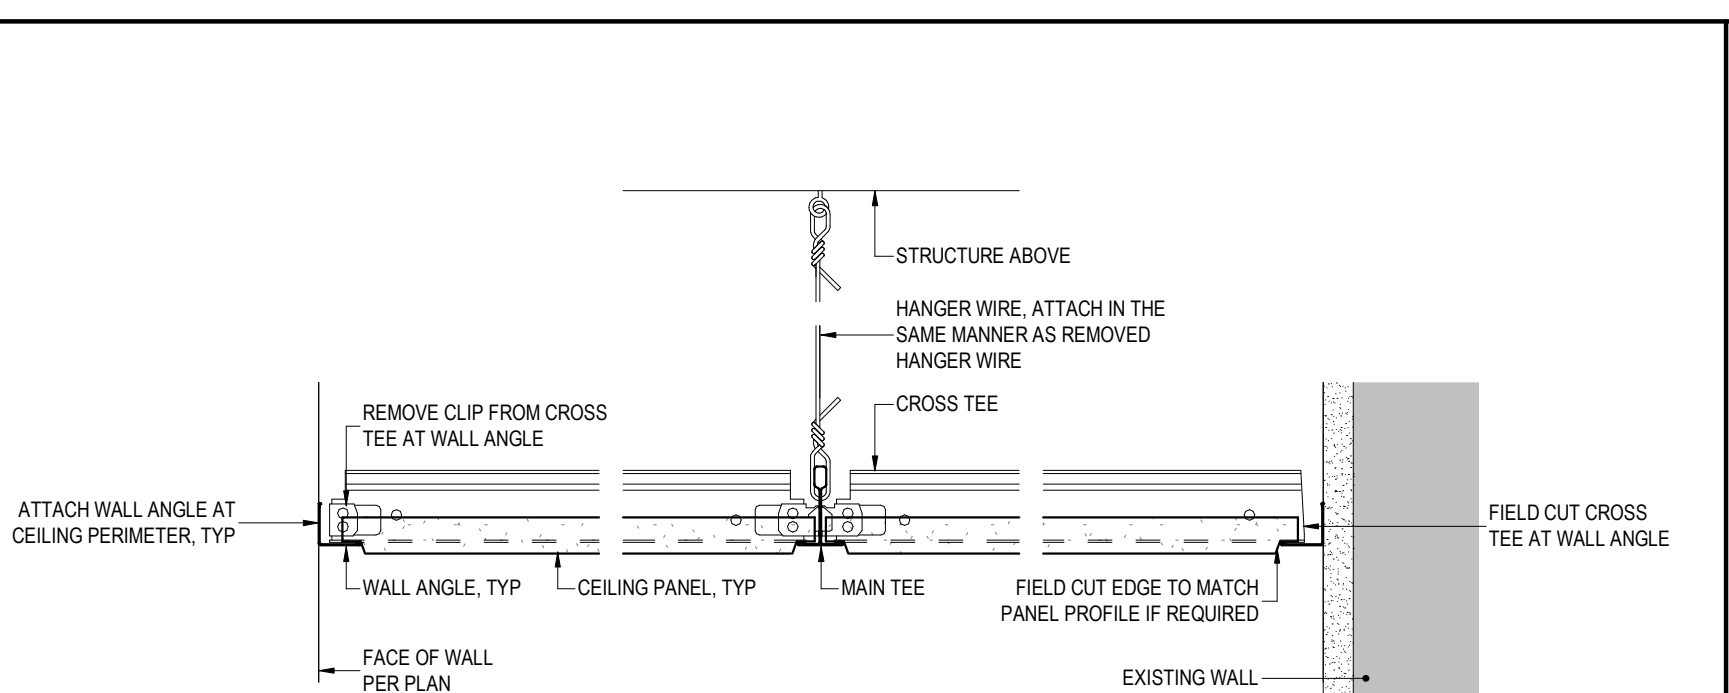 STRUCTURE ABOVE
HANGER WIRE, ATTACH IN THE
SAME MANNER AS REMOVED
HANGER WIRE
CROSS TEE
REMOVE CLIP FROM CROSS
TEE AT WALL ANGLE
ATTACH WALL ANGLE AT
CEILING PERIMETER, TYP
FIELD CUT CROSS
TEE AT WALL ANGLE
WALL ANGLE, TYP
CEILING PANEL, TYP
MAIN TEE
FIELD CUT EDGE TO MATCH
PANEL PROFILE IF REQUIRED
FACE OF WALL
PER PLAN
EXISTING WALL